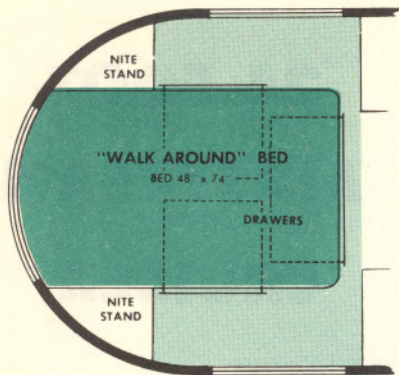 NITE
STAND
"WALK AROUND" BED
BED 48" x 74"
DRAWERS
NITE
STAND